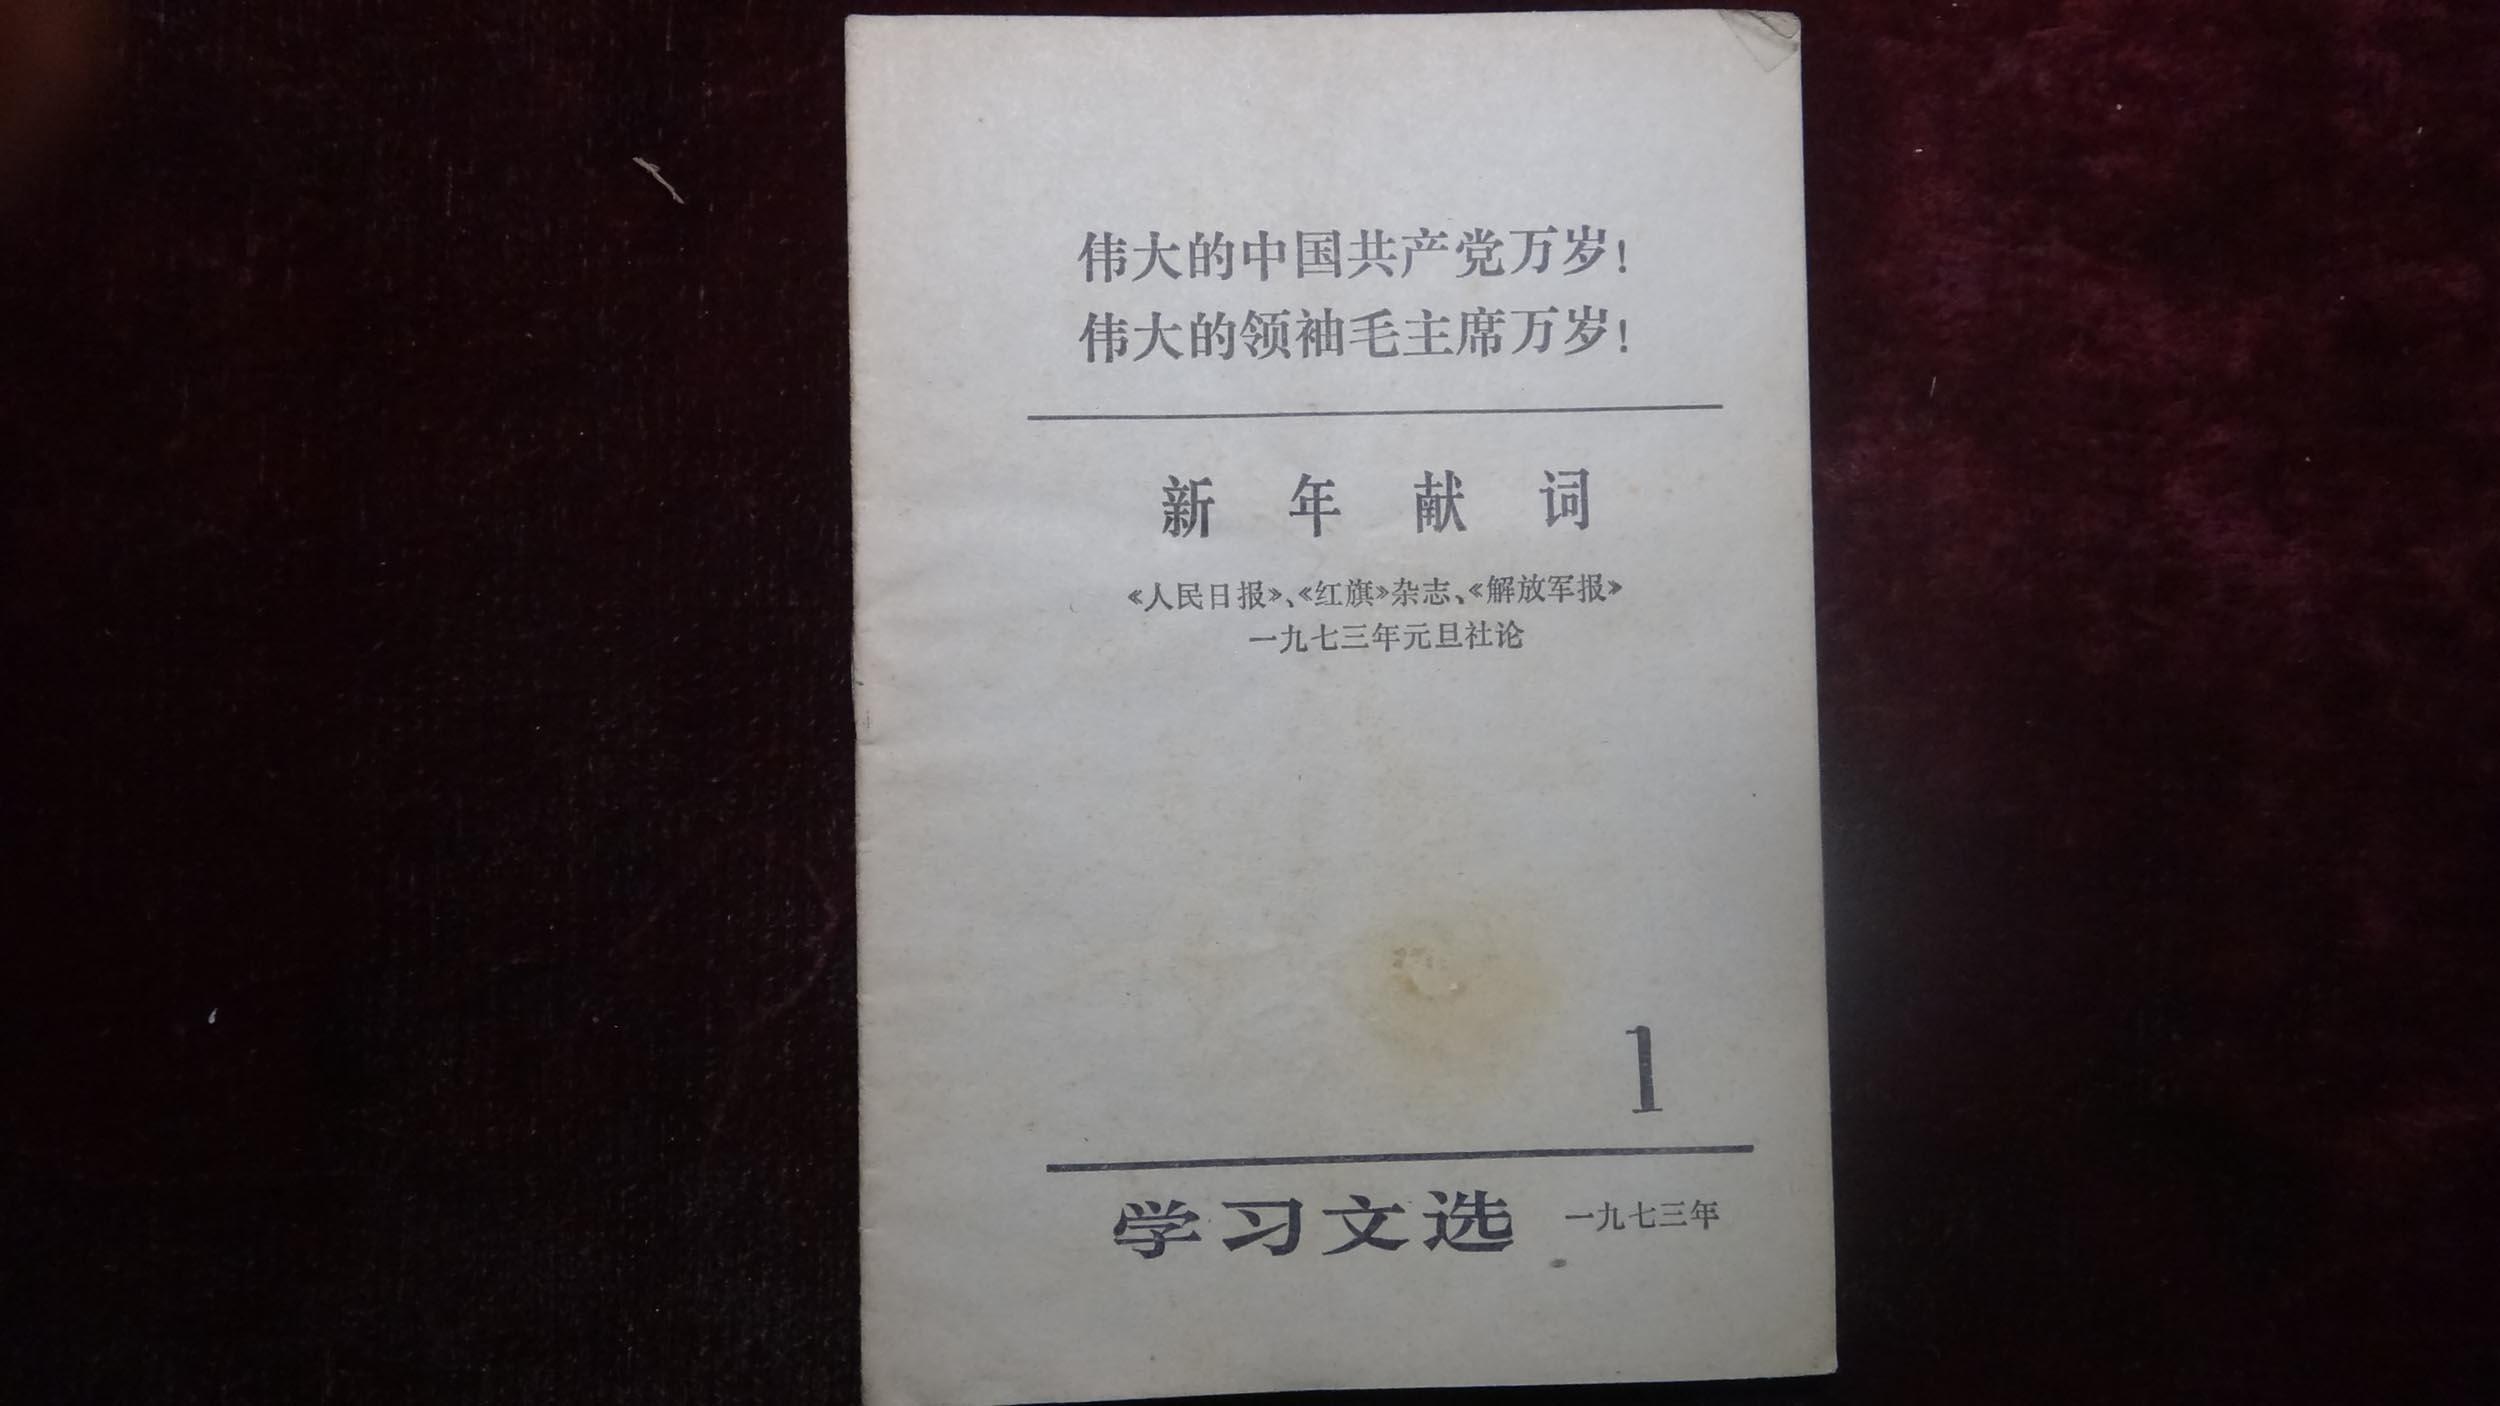 伟大的中国共产党万岁！
伟大的领袖毛主席万岁！
新年献词
《人民日报》、《红旗》杂志、《解放军报》
一九七三年元旦社论
1
学习文选 一九七三年